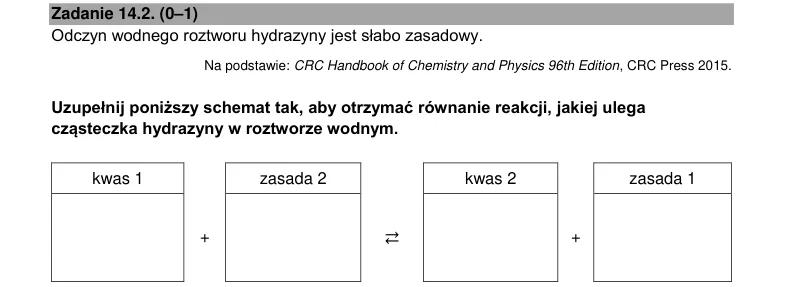 Zadanie 14.2. (0–1)
Odczyn wodnego roztworu hydrazyny jest słabo zasadowy.
Na podstawie: CRC Handbook of Chemistry and Physics 96th Edition, CRC Press 2015.
Uzupełnij poniższy schemat tak, aby otrzymać równanie reakcji, jakiej ulega
cząsteczka hydrazyny w roztworze wodnym.
kwas 1 zasada 2 kwas 2 zasada 1
+ ⇄ +